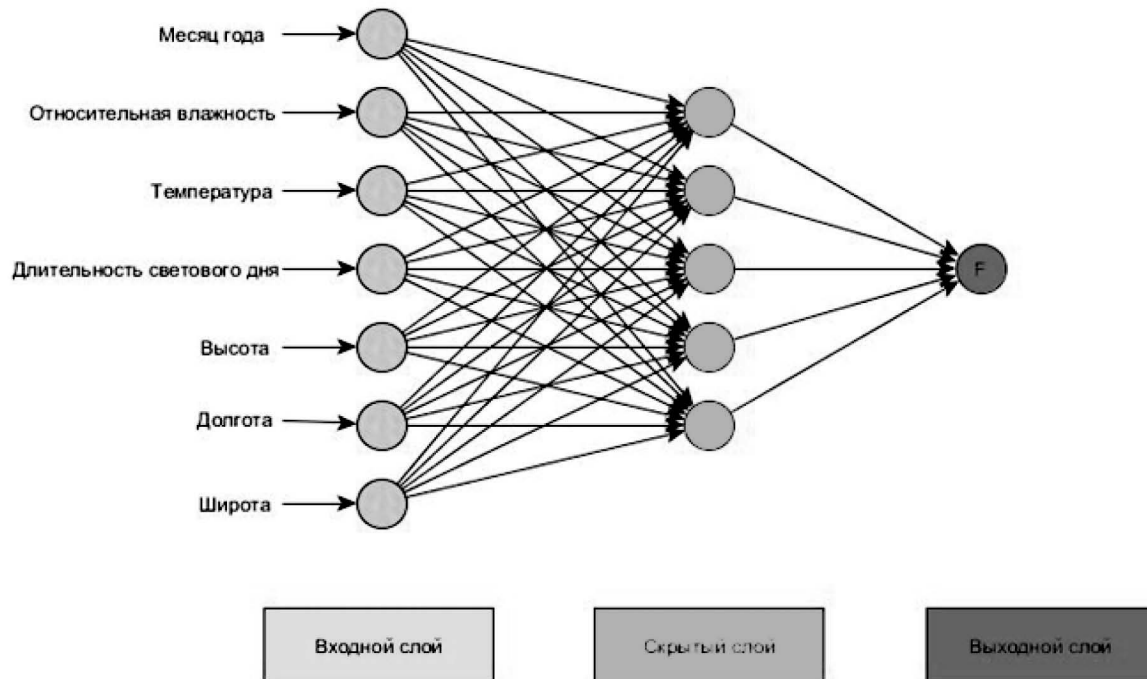 Месяц года
Относительная влажность
Температура
Длительность светового дня
Высота
Долгота
Широта
F
Входной слой
Скрытый слой
Выходной слой